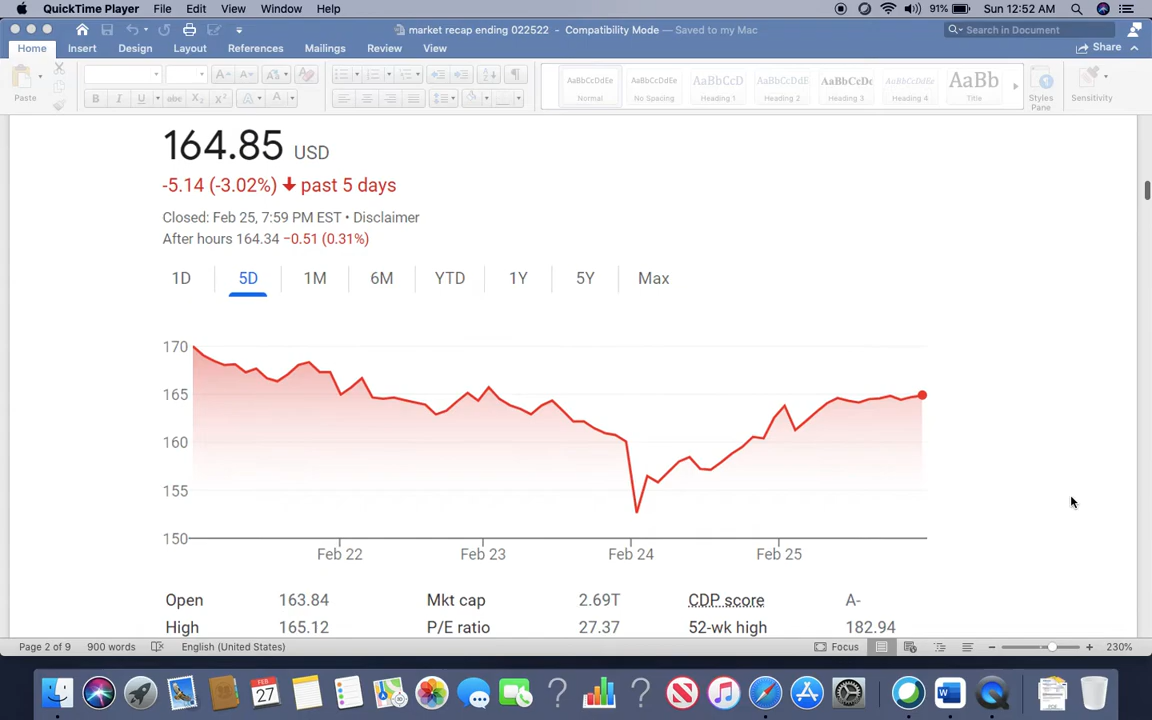 QuickTime Player File Edit View Window Help 91% Sun 12:52 AM
market recap ending 022522 - Compatibility Mode — Saved to my Mac
Search in Document
Home Insert Design Layout References Mailings Review View
Share
Paste
B I U abc X2 X2 A A
AaBbCcDdEe AaBbCcDdEe AaBbCcD AaBbCcDdE AaBbCcDc AaBbCcDdEe AaBb
Normal No Spacing Heading 1 Heading 2 Heading 3 Heading 4 Title
Styles Pane
Sensitivity
164.85 USD
-5.14 (-3.02%) past 5 days
Closed: Feb 25, 7:59 PM EST • Disclaimer
After hours 164.34 −0.51 (0.31%)
1D 5D 1M 6M YTD 1Y 5Y Max
170
165
160
155
150
Feb 22 Feb 23 Feb 24 Feb 25
Open 163.84 Mkt cap 2.69T CDP score A-
High 165.12 P/E ratio 27.37 52-wk high 182.94
Page 2 of 9 900 words English (United States) Focus 230%
FEB
27
W